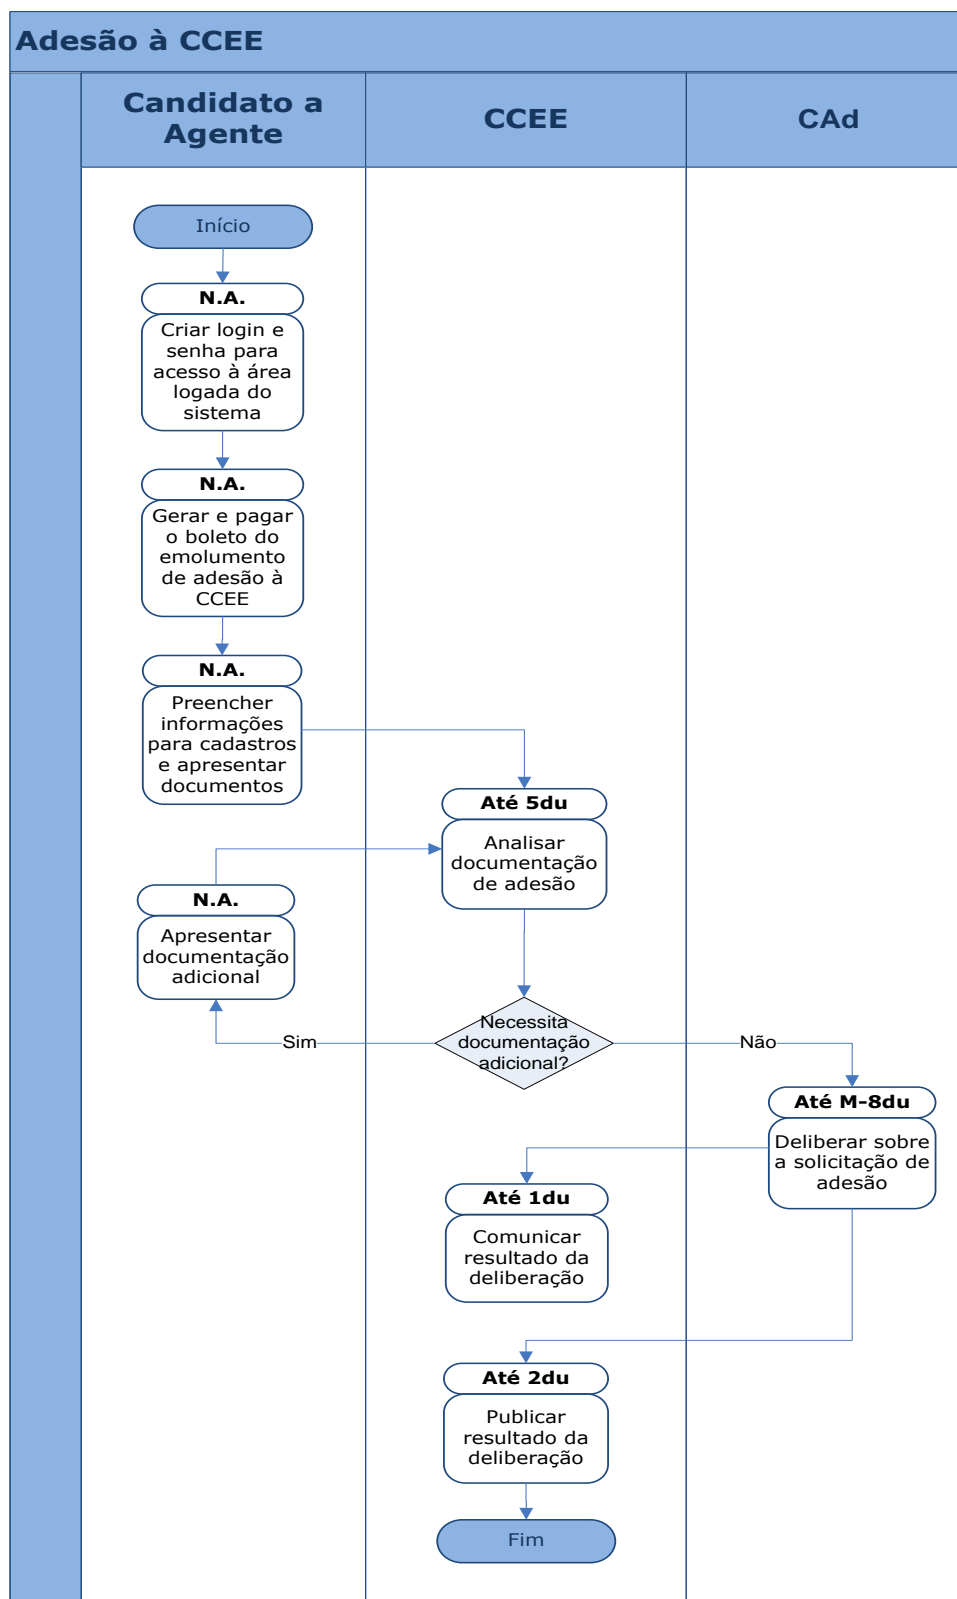 Adesão à CCEE
Candidato a
Agente
CCEE
CAd
Início
N.A.
Criar login e
senha para
acesso à área
logada do
sistema
N.A.
Gerar e pagar
o boleto do
emolumento
de adesão à
CCEE
N.A.
Preencher
informações
para cadastros
e apresentar
documentos
Até 5du
Analisar
documentação
de adesão
N.A.
Apresentar
documentação
adicional
Necessita
documentação
adicional?
Sim
Não
Até M-8du
Deliberar sobre
a solicitação de
adesão
Até 1du
Comunicar
resultado da
deliberação
Até 2du
Publicar
resultado da
deliberação
Fim